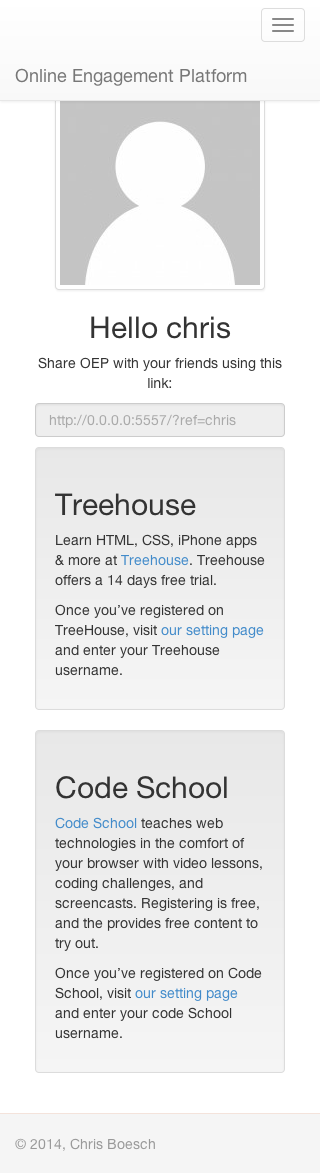 Online Engagement Platform
Hello chris
Share OEP with your friends using this
link:
http://0.0.0.0:5557/?ref=chris
Treehouse
Learn HTML, CSS, iPhone apps
& more at Treehouse. Treehouse
offers a 14 days free trial.
Once you’ve registered on
TreeHouse, visit our setting page
and enter your Treehouse
username.
Code School
Code School teaches web
technologies in the comfort of
your browser with video lessons,
coding challenges, and
screencasts. Registering is free,
and the provides free content to
try out.
Once you’ve registered on Code
School, visit our setting page
and enter your code School
username.
© 2014, Chris Boesch